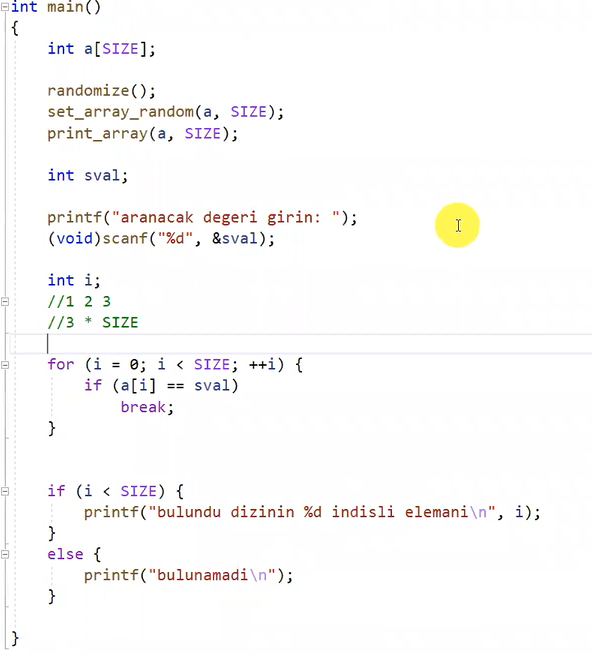 int main()
{
int a[SIZE];
randomize();
set_array_random(a, SIZE);
print_array(a, SIZE);
int sval;
printf("aranacak degeri girin: ");
(void)scanf("%d", &sval);
int i;
//1 2 3
//3 * SIZE
for (i = 0; i < SIZE; ++i) {
if (a[i] == sval)
break;
}
if (i < SIZE) {
printf("bulundu dizinin %d indisli elemani\n", i);
}
else {
printf("bulunamadi\n");
}
}